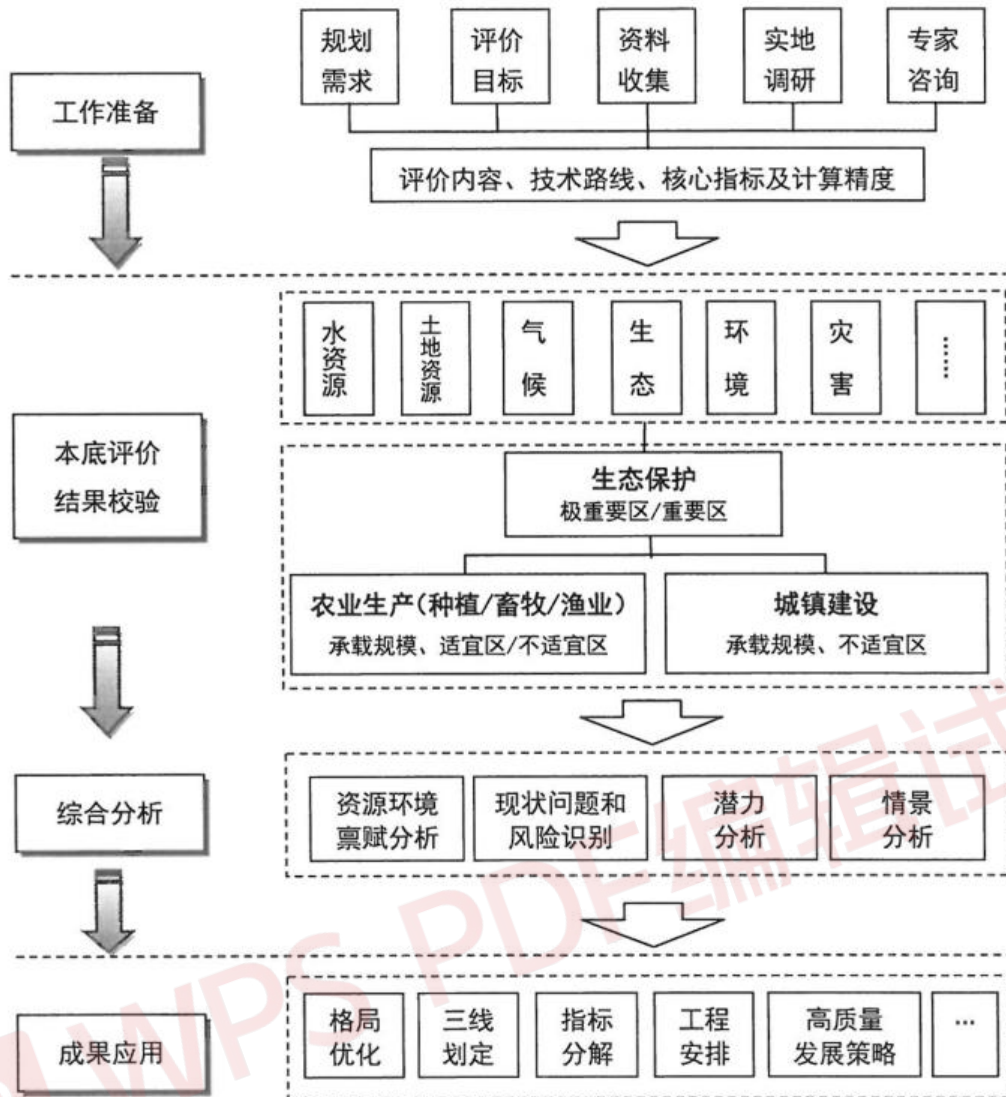 规划
需求
评价
目标
资料
收集
实地
调研
专家
咨询
工作准备
评价内容、技术路线、核心指标及计算精度
水资源
土地资源
气候
生态
环境
灾害
……
本底评价
结果校验
生态保护
极重要区/重要区
农业生产(种植/畜牧/渔业)
承载规模、适宜区/不适宜区
城镇建设
承载规模、不适宜区
综合分析
资源环境
禀赋分析
现状问题和
风险识别
潜力
分析
情景
分析
成果应用
格局
优化
三线
划定
指标
分解
工程
安排
高质量
发展策略
…
WPS PDF编辑试